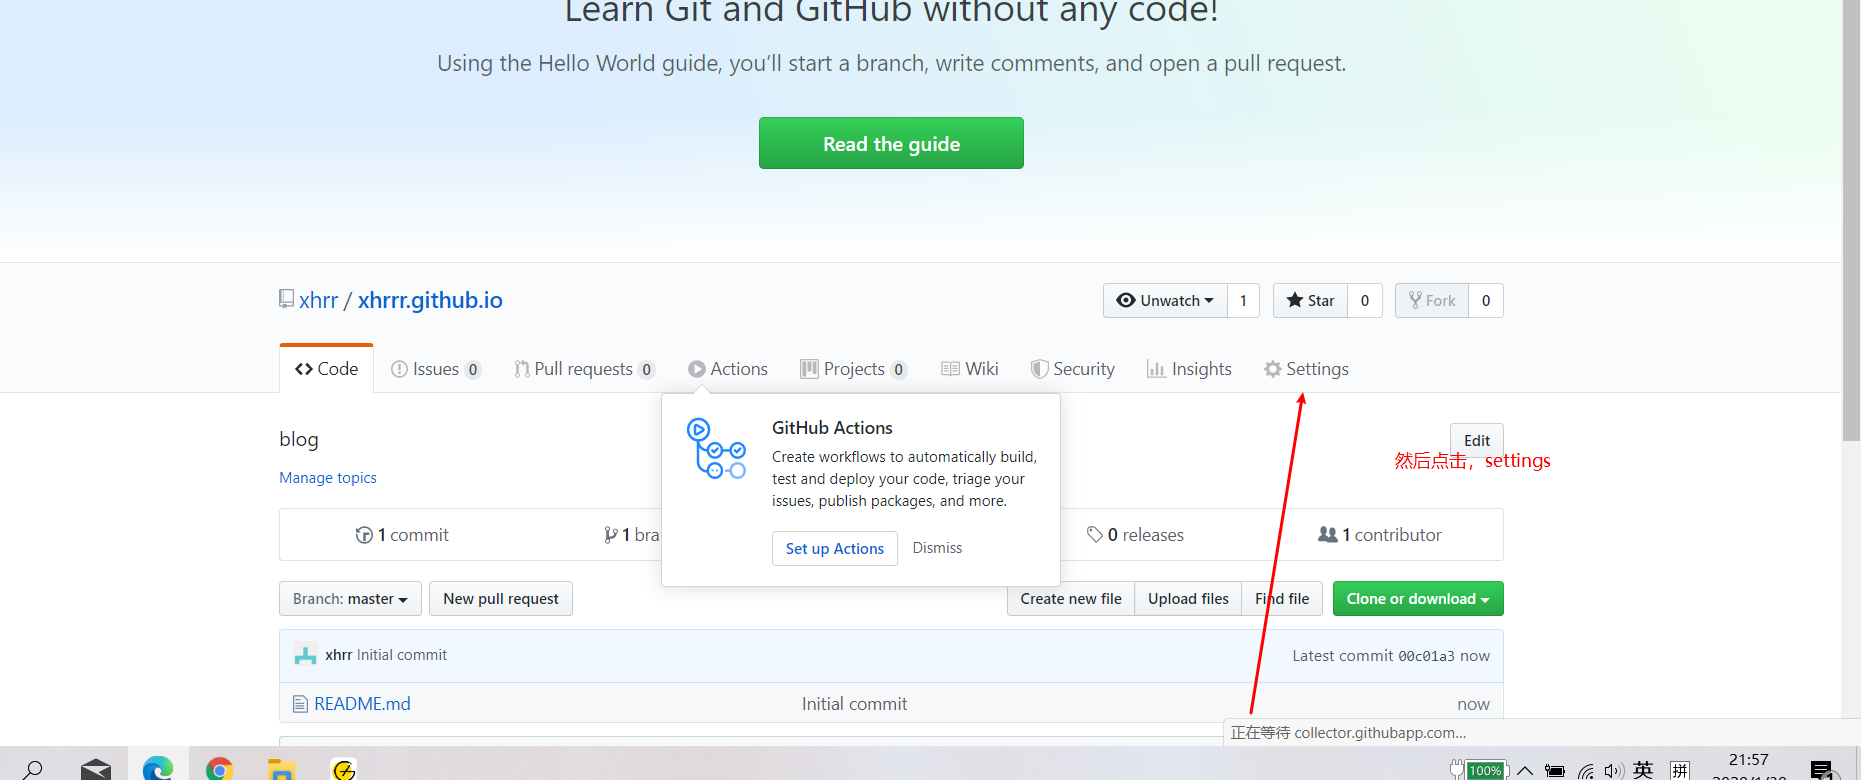 Learn Git and GitHub without any code!
Using the Hello World guide, you’ll start a branch, write comments, and open a pull request.
Read the guide
xhrr / xhrrr.github.io
Unwatch 1
Star 0
Fork 0
Code
Issues 0
Pull requests 0
Actions
Projects 0
Wiki
Security
Insights
Settings
blog
Edit
然后点击，settings
Manage topics
GitHub Actions
Create workflows to automatically build,
test and deploy your code, triage your
issues, publish packages, and more.
Set up Actions
Dismiss
1 commit
1 bra
0 releases
1 contributor
Branch: master
New pull request
Create new file
Upload files
Find file
Clone or download
xhrr Initial commit
Latest commit 00c01a3 now
README.md
Initial commit
now
正在等待 collector.githubapp.com...
100%
英
拼
21:57